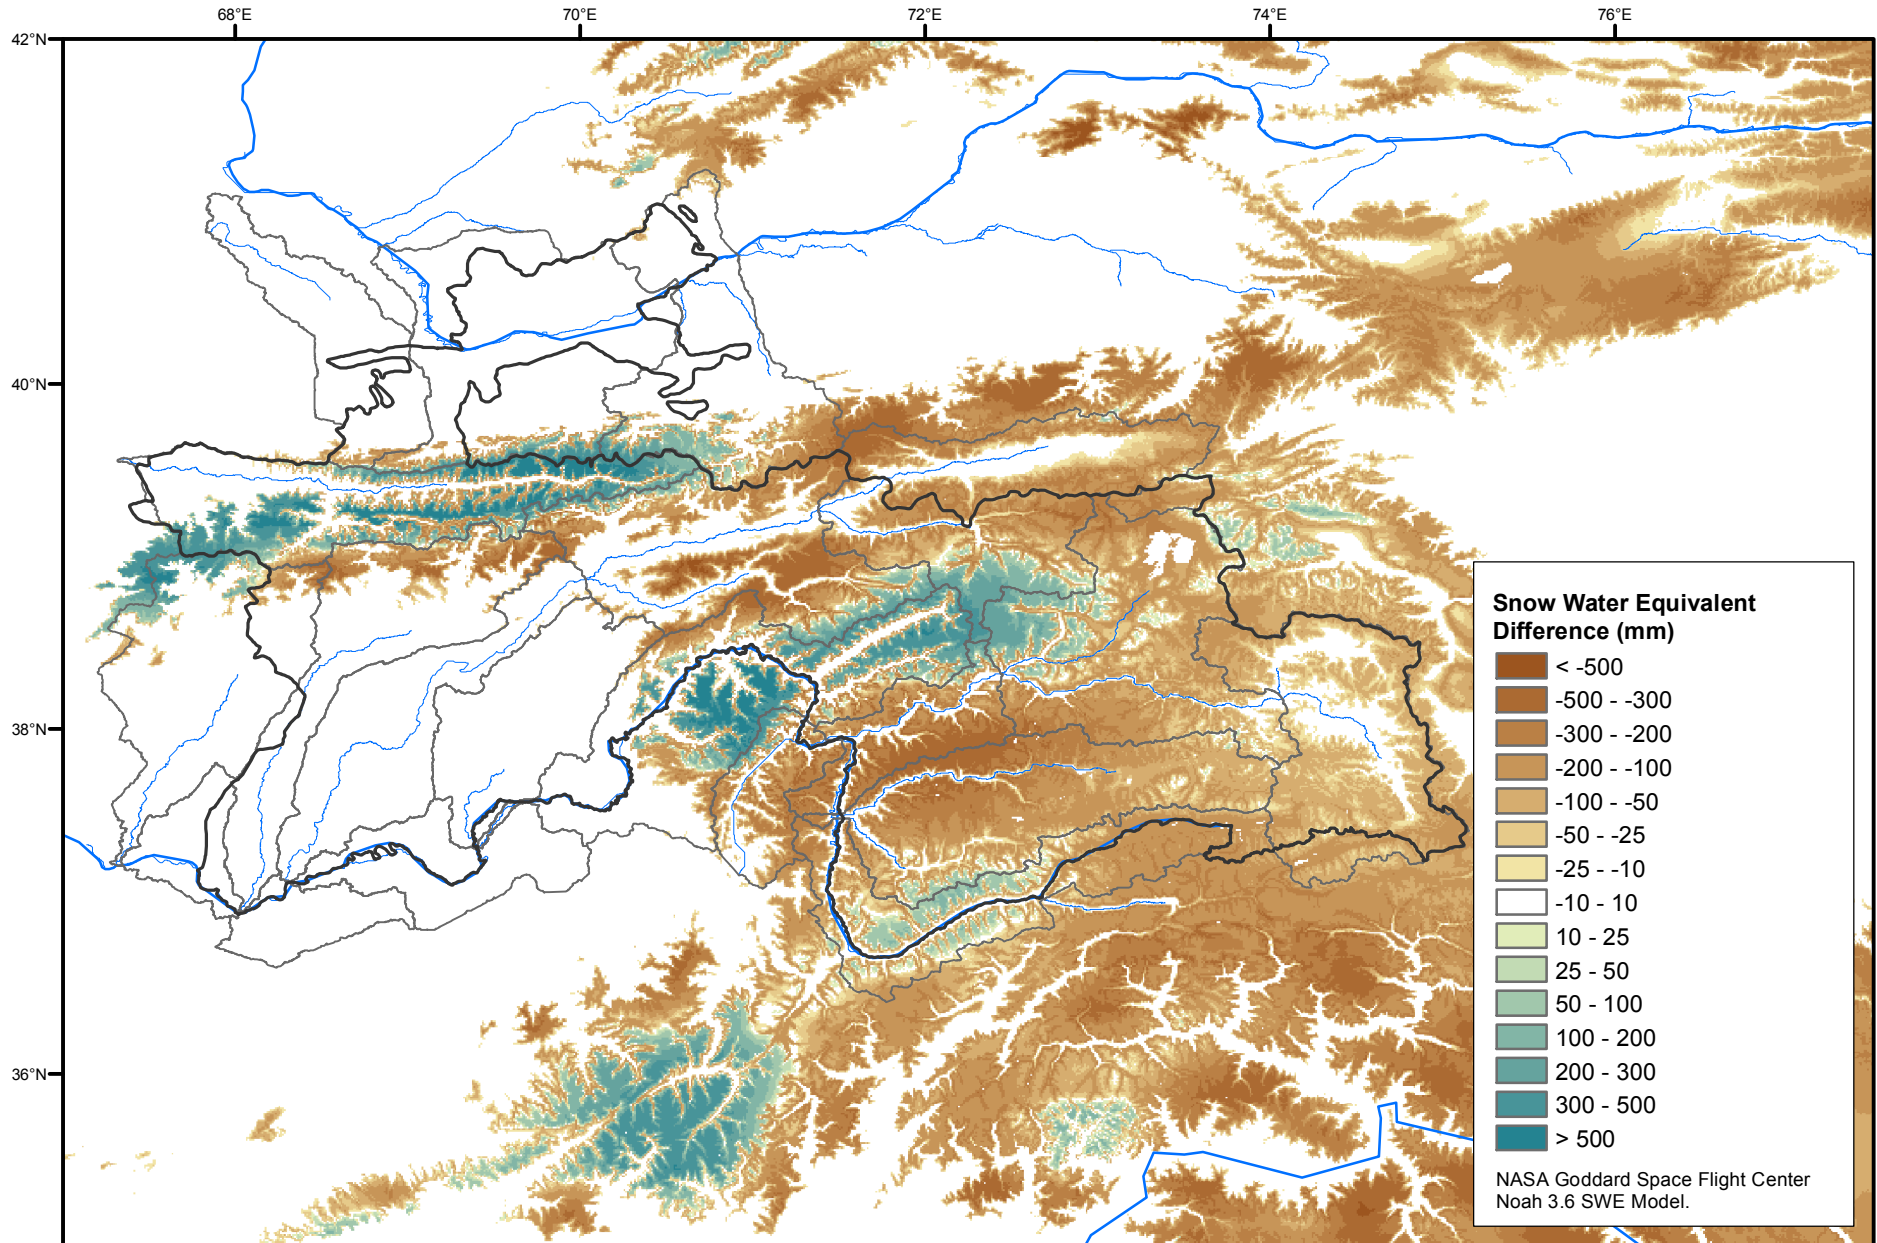 68°E 70°E 72°E 74°E 76°E
42°N
40°N
38°N
36°N
Snow Water Equivalent
Difference (mm)
< -500
-500 - -300
-300 - -200
-200 - -100
-100 - -50
-50 - -25
-25 - -10
-10 - 10
10 - 25
25 - 50
50 - 100
100 - 200
200 - 300
300 - 500
> 500
NASA Goddard Space Flight Center
Noah 3.6 SWE Model.